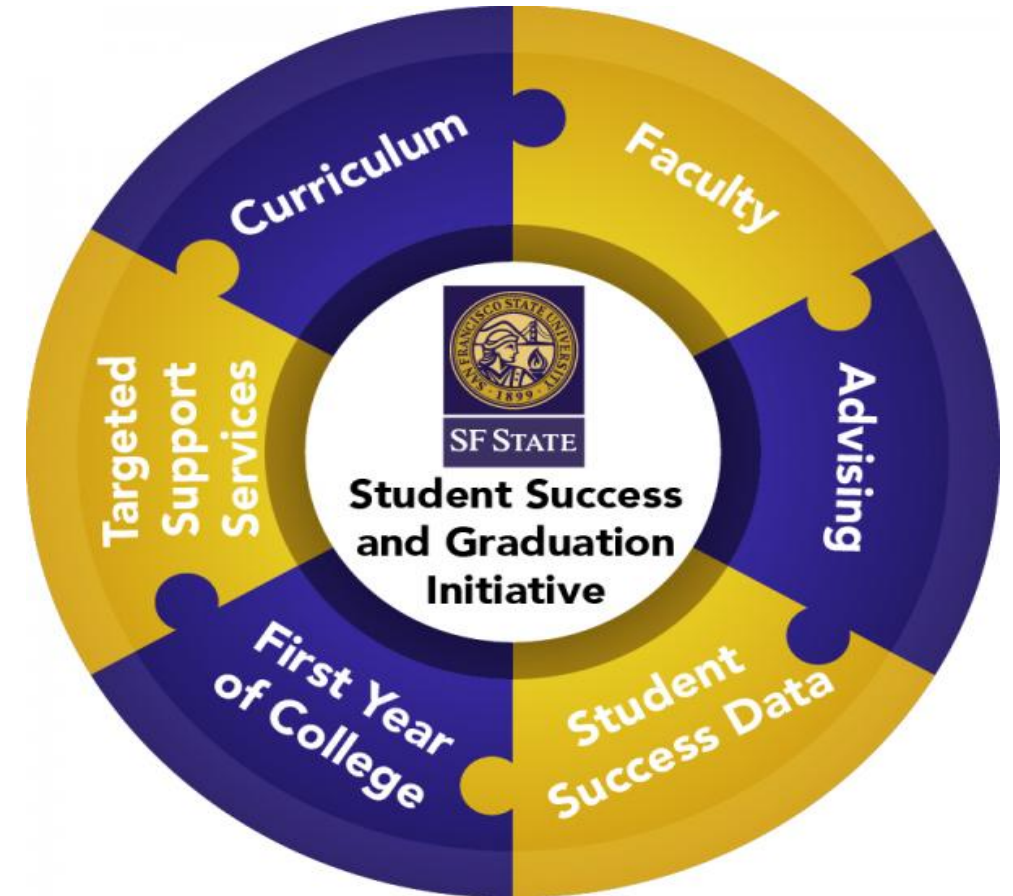 Curriculum
Faculty
Advising
Student
Success Data
First Year
of College
Targeted
Support
Services
SAN FRANCISCO STATE UNIVERSITY
· 1899 ·
SF STATE
Student Success
and Graduation
Initiative